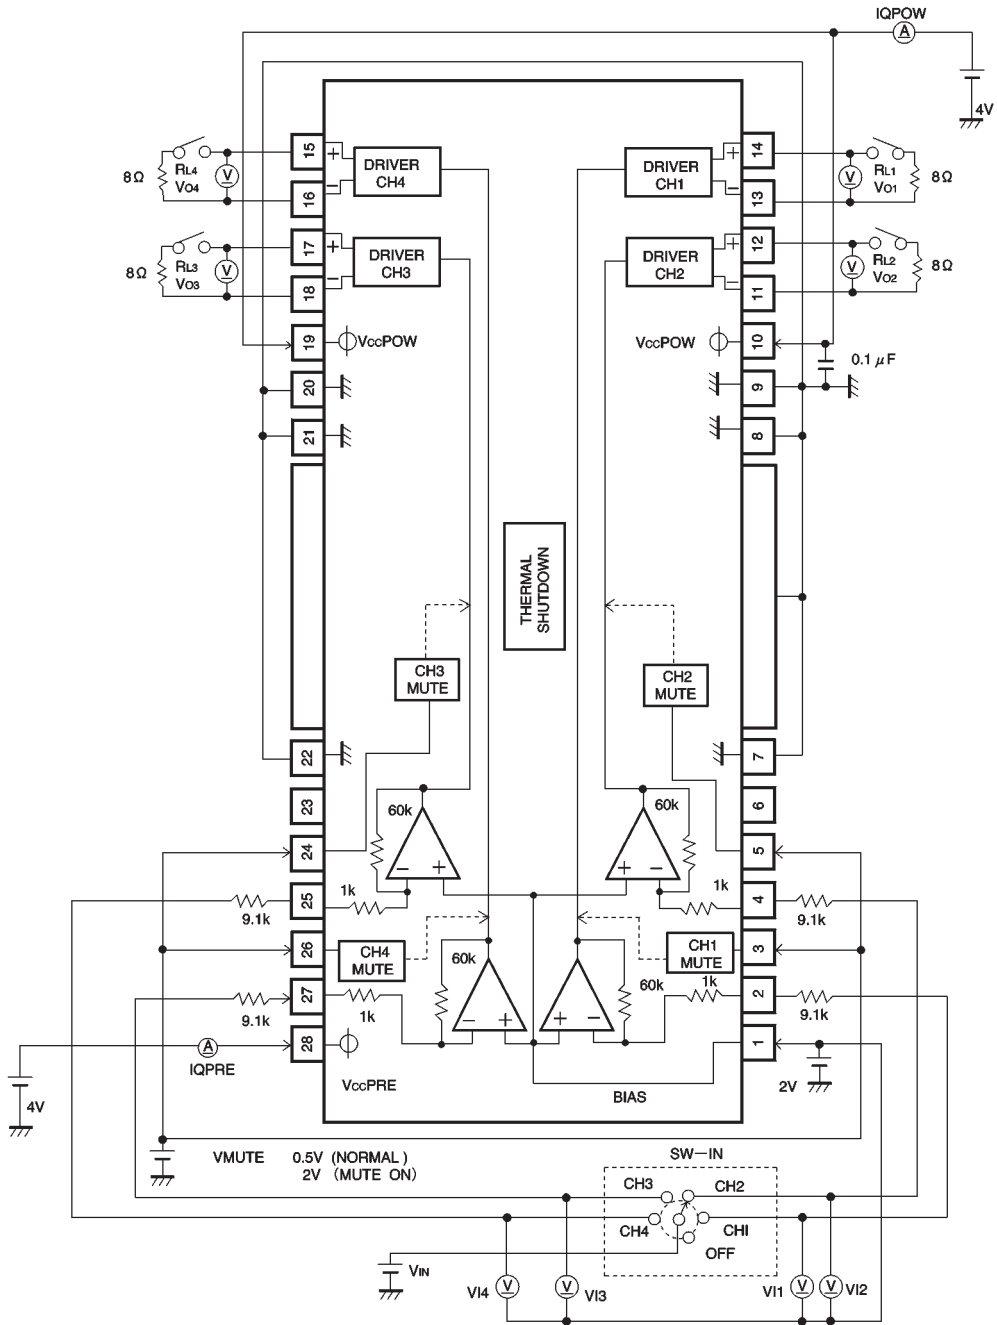 IQPOW
A
4V
15
+
DRIVER
CH4
DRIVER
CH1
+
14
8Ω
RL4
VO4
V
V
RL1
VO1
8Ω
16
−
−
13
17
+
DRIVER
CH3
DRIVER
CH2
+
12
8Ω
RL3
VO3
V
V
RL2
VO2
8Ω
18
−
−
11
19
VCCPOW
VCCPOW
10
0.1 μF
20
9
21
8
THERMAL
SHUTDOWN
CH3
MUTE
CH2
MUTE
22
7
23
60k
60k
6
24
− +
+ −
5
25
1k
1k
4
9.1k
9.1k
26
CH4
MUTE
60k
CH1
MUTE
3
27
1k
− +
+ −
60k
1k
2
9.1k
9.1k
28
A
IQPRE
1
VCCPRE
BIAS
2V
4V
VMUTE 0.5V (NORMAL)
2V (MUTE ON)
SW−IN
CH3
CH2
CH4
CHI
OFF
VIN
VI4
V
V
VI3
VI1
V
V
VI2